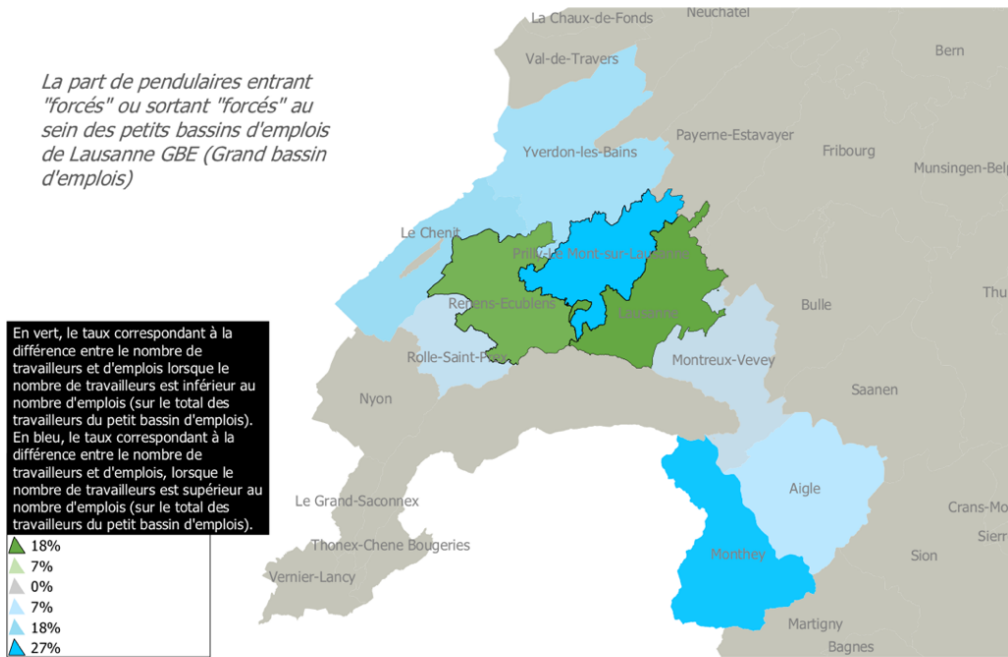 La Chaux-de-Fonds
Neuchatel
Val-de-Travers
Bern
La part de pendulaires entrant
"forcés" ou sortant "forcés" au
sein des petits bassins d'emplois
de Lausanne GBE (Grand bassin
d'emplois)
Payerne-Estavayer
Yverdon-les-Bains
Fribourg
Munsingen-Belp
Le Chenit
Prilly-Le Mont-sur-Lausanne
Renens-Ecublens
Lausanne
Bulle
Thu
Rolle-Saint-Prex
Montreux-Vevey
Nyon
Saanen
En vert, le taux correspondant à la
différence entre le nombre de
travailleurs et d'emplois lorsque le
nombre de travailleurs est inférieur au
nombre d'emplois (sur le total des
travailleurs du petit bassin d'emplois).
En bleu, le taux correspondant à la
différence entre le nombre de
travailleurs et d'emplois, lorsque le
nombre de travailleurs est supérieur au
nombre d'emplois (sur le total des
travailleurs du petit bassin d'emplois).
18%
7%
0%
7%
18%
27%
Le Grand-Saconnex
Thonex-Chene Bougeries
Vernier-Lancy
Aigle
Crans-Mo
Sierr
Monthey
Sion
Martigny
Bagnes